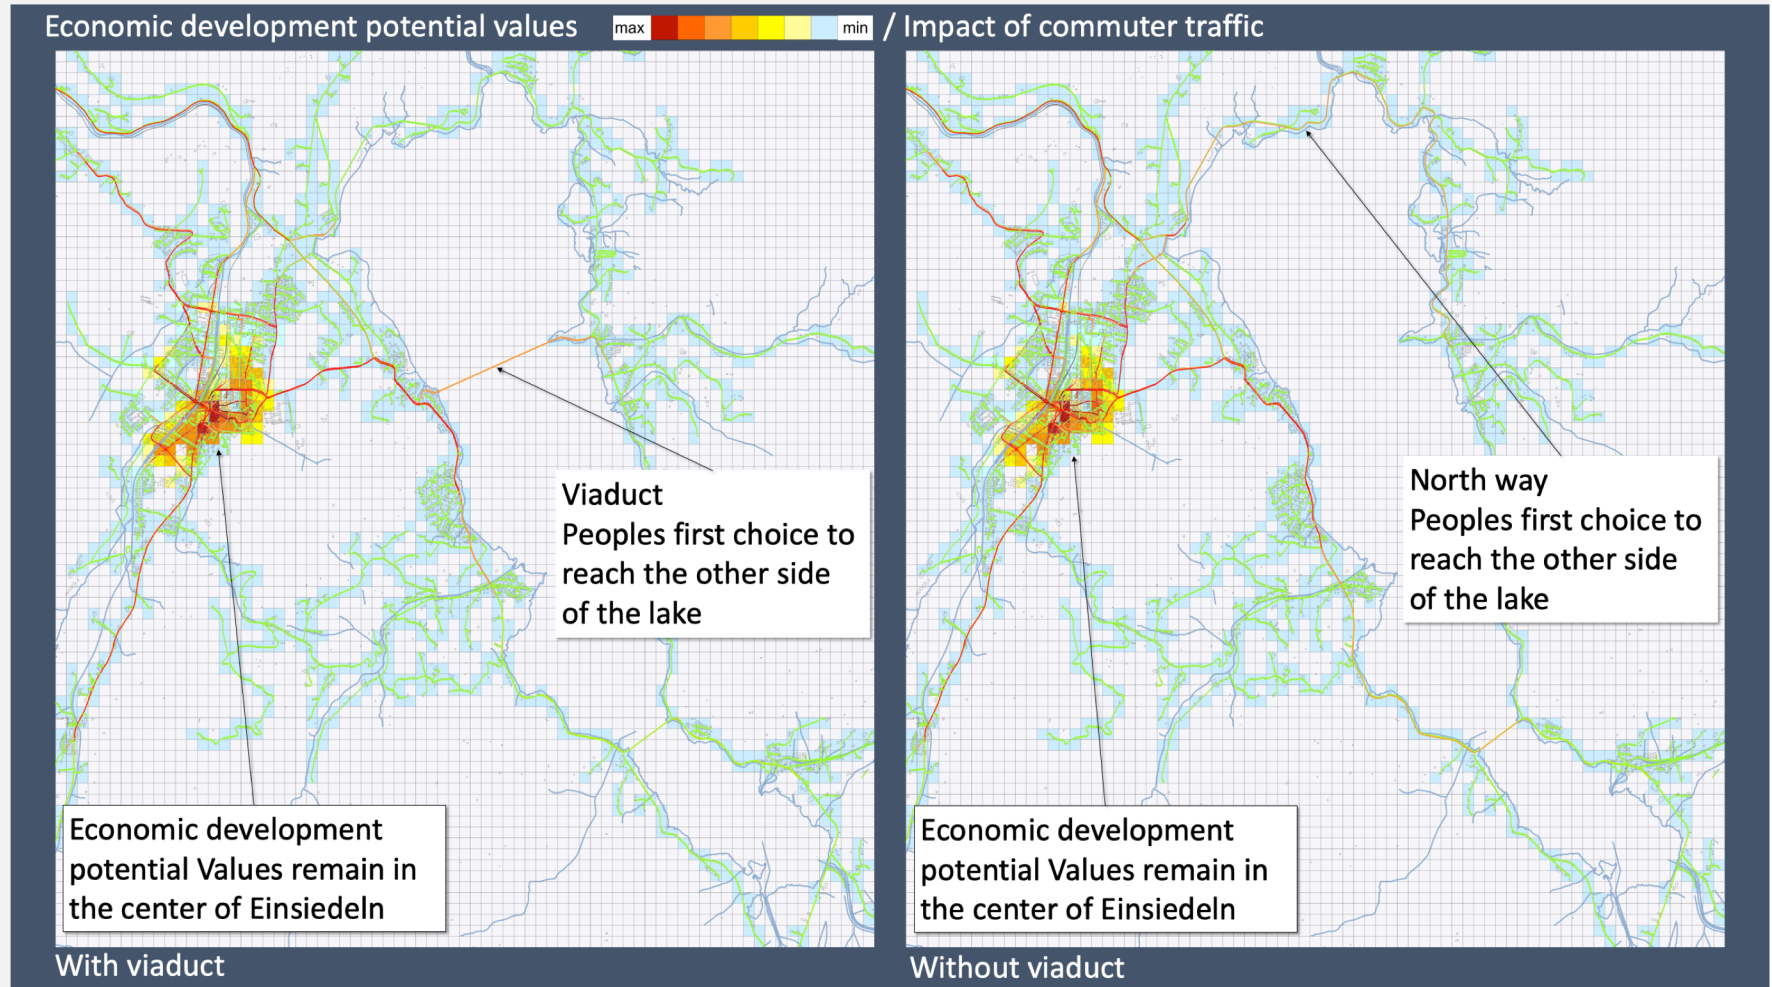 Economic development potential values max min / Impact of commuter traffic
Viaduct
Peoples first choice to
reach the other side
of the lake
Economic development
potential Values remain in
the center of Einsiedeln
With viaduct
North way
Peoples first choice to
reach the other side
of the lake
Economic development
potential Values remain in
the center of Einsiedeln
Without viaduct